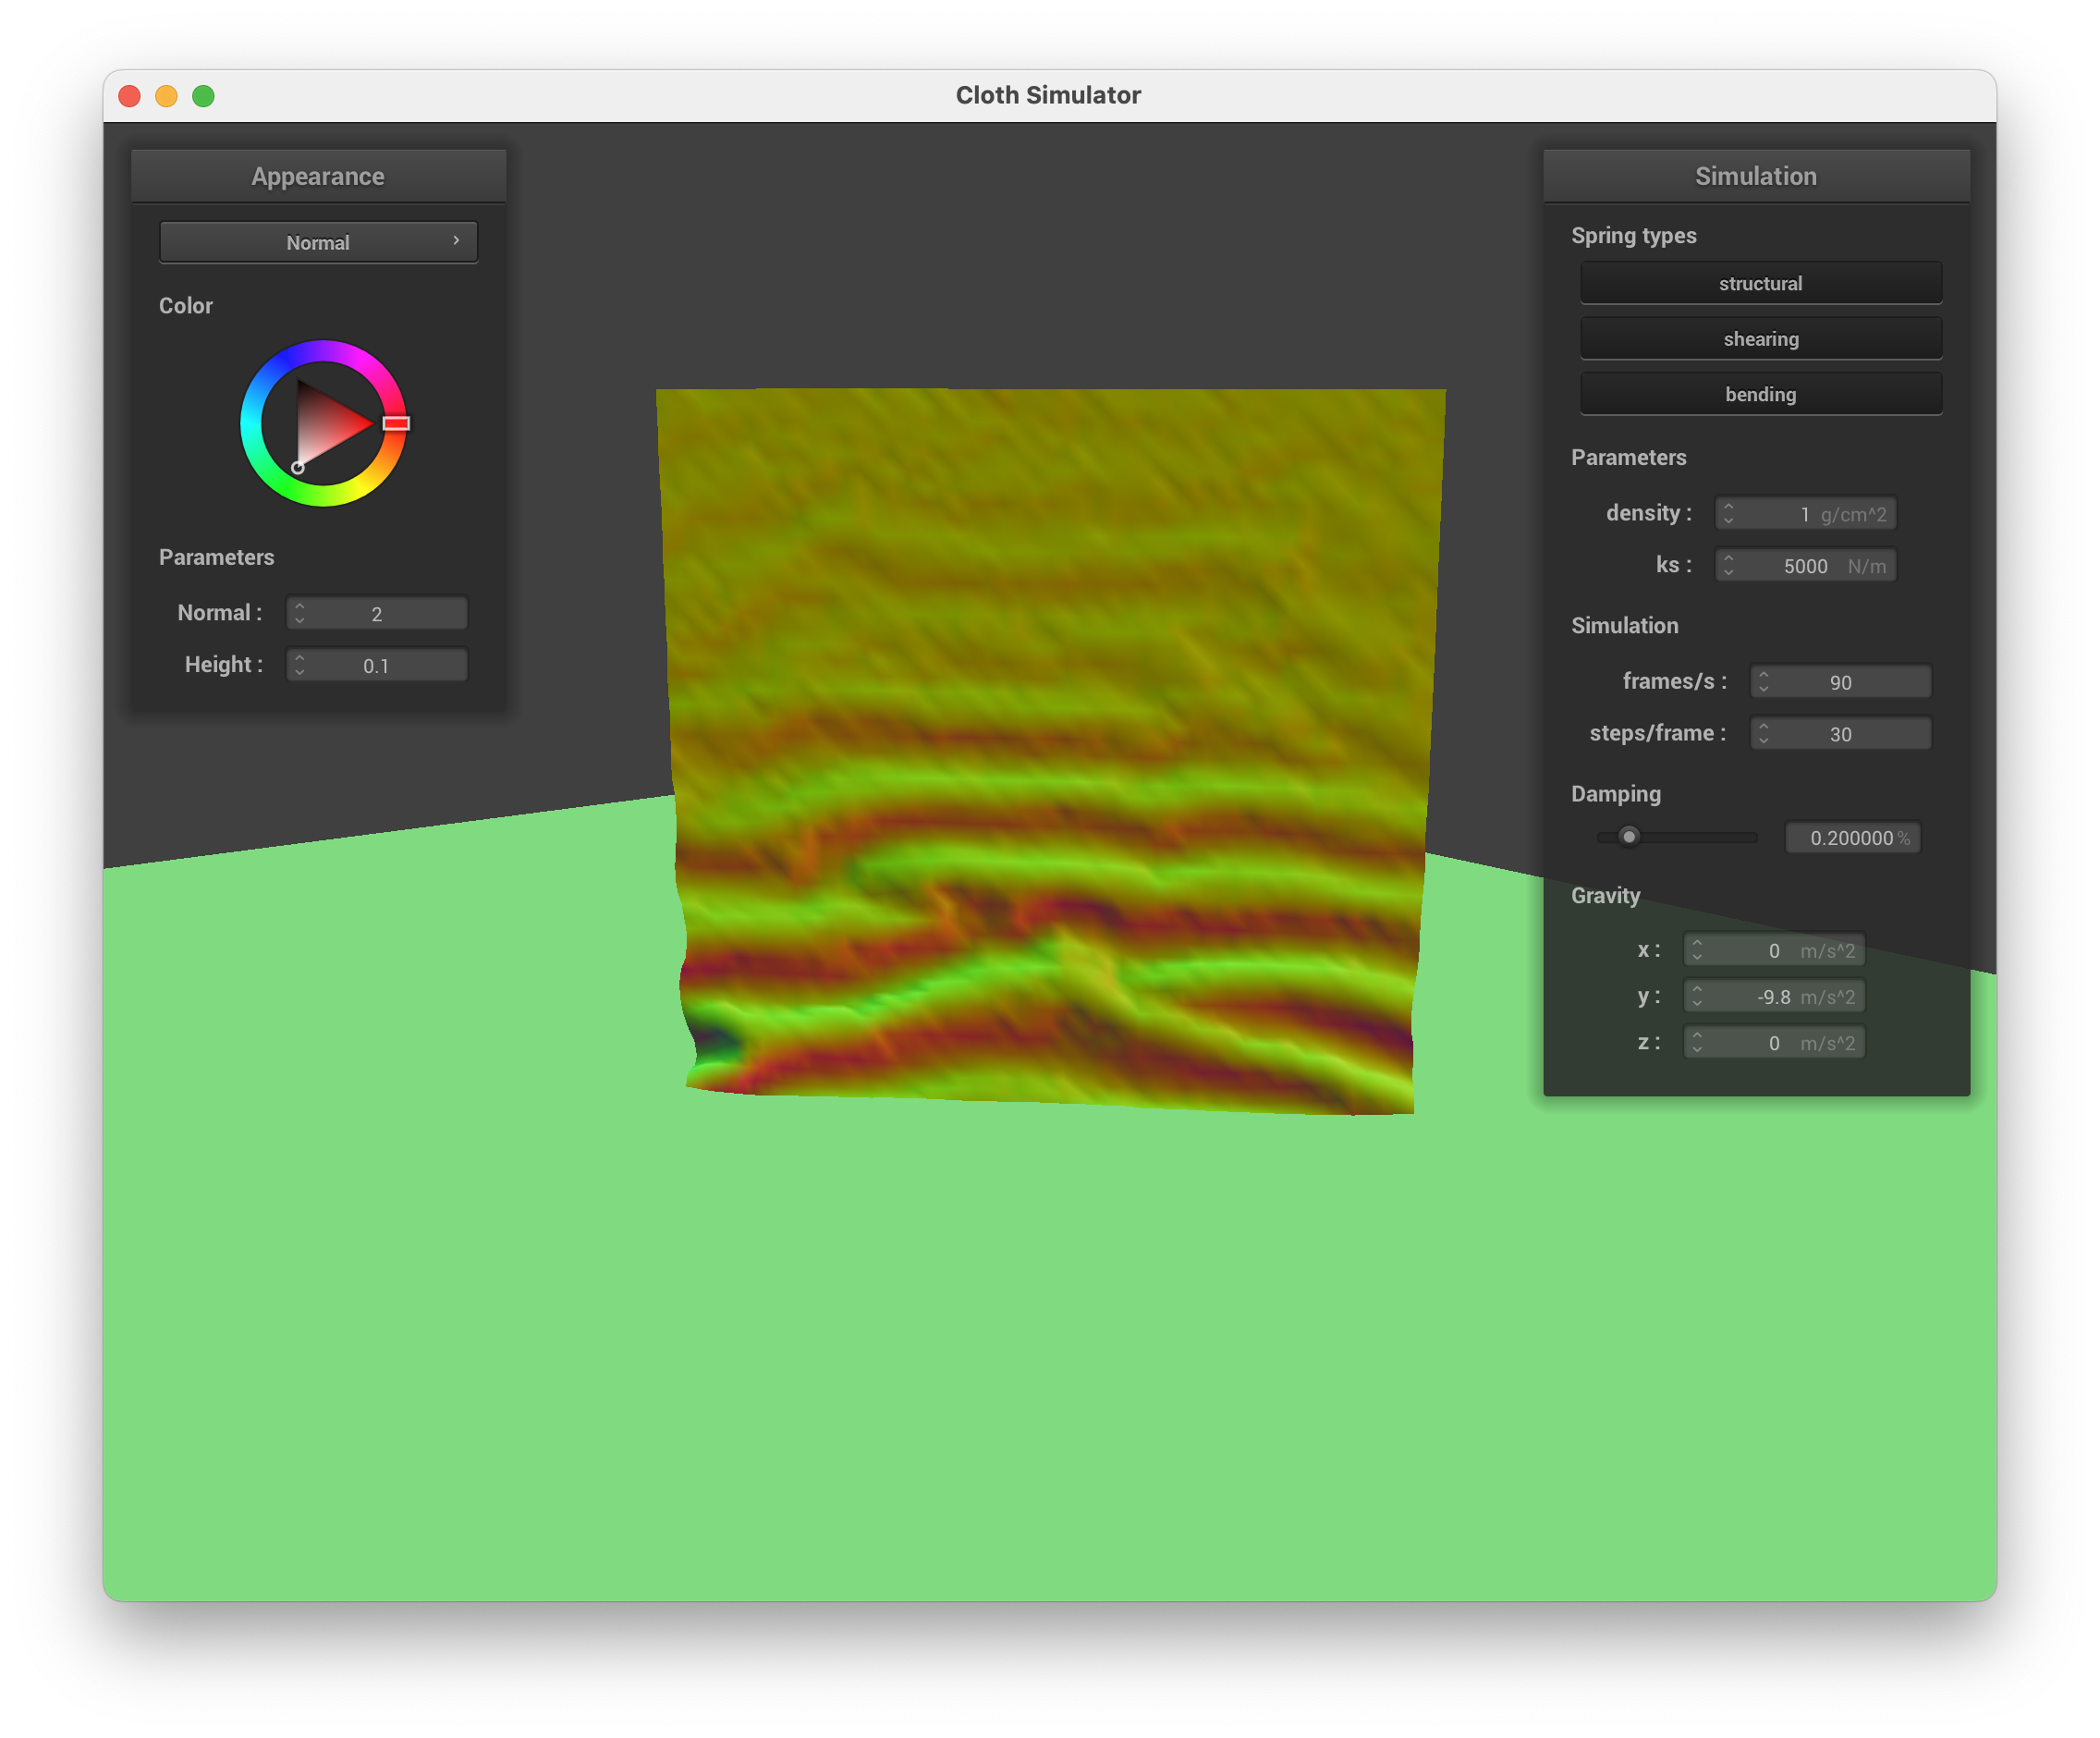 Cloth Simulator
Appearance
Normal
Color
Parameters
Normal : 2
Height : 0.1
Simulation
Spring types
structural
shearing
bending
Parameters
density : 1 g/cm^2
ks : 5000 N/m
Simulation
frames/s : 90
steps/frame : 30
Damping
0.200000 %
Gravity
x : 0 m/s^2
y : -9.8 m/s^2
z : 0 m/s^2